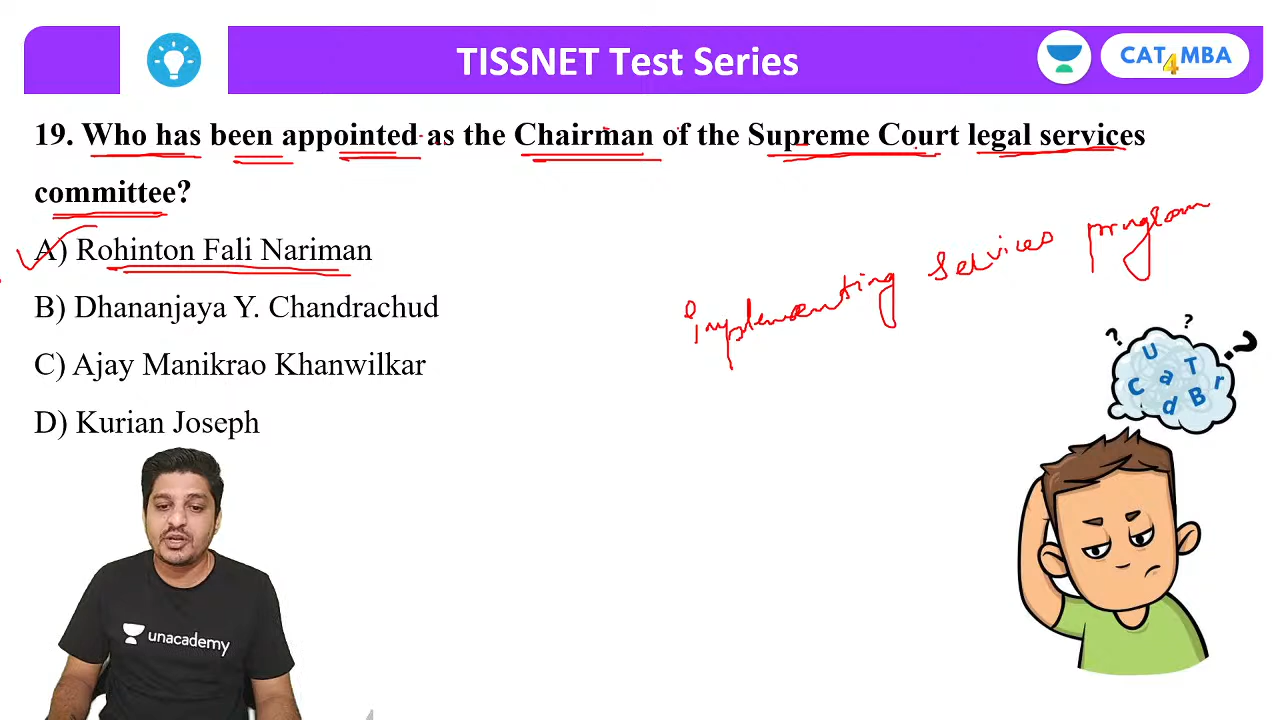 TISSNET Test Series
CAT4MBA
19. Who has been appointed as the Chairman of the Supreme Court legal services
committee?
A) Rohinton Fali Nariman
B) Dhananjaya Y. Chandrachud
C) Ajay Manikrao Khanwilkar
D) Kurian Joseph
implementing services program
? ? ?
U T r
C a B
d
unacademy